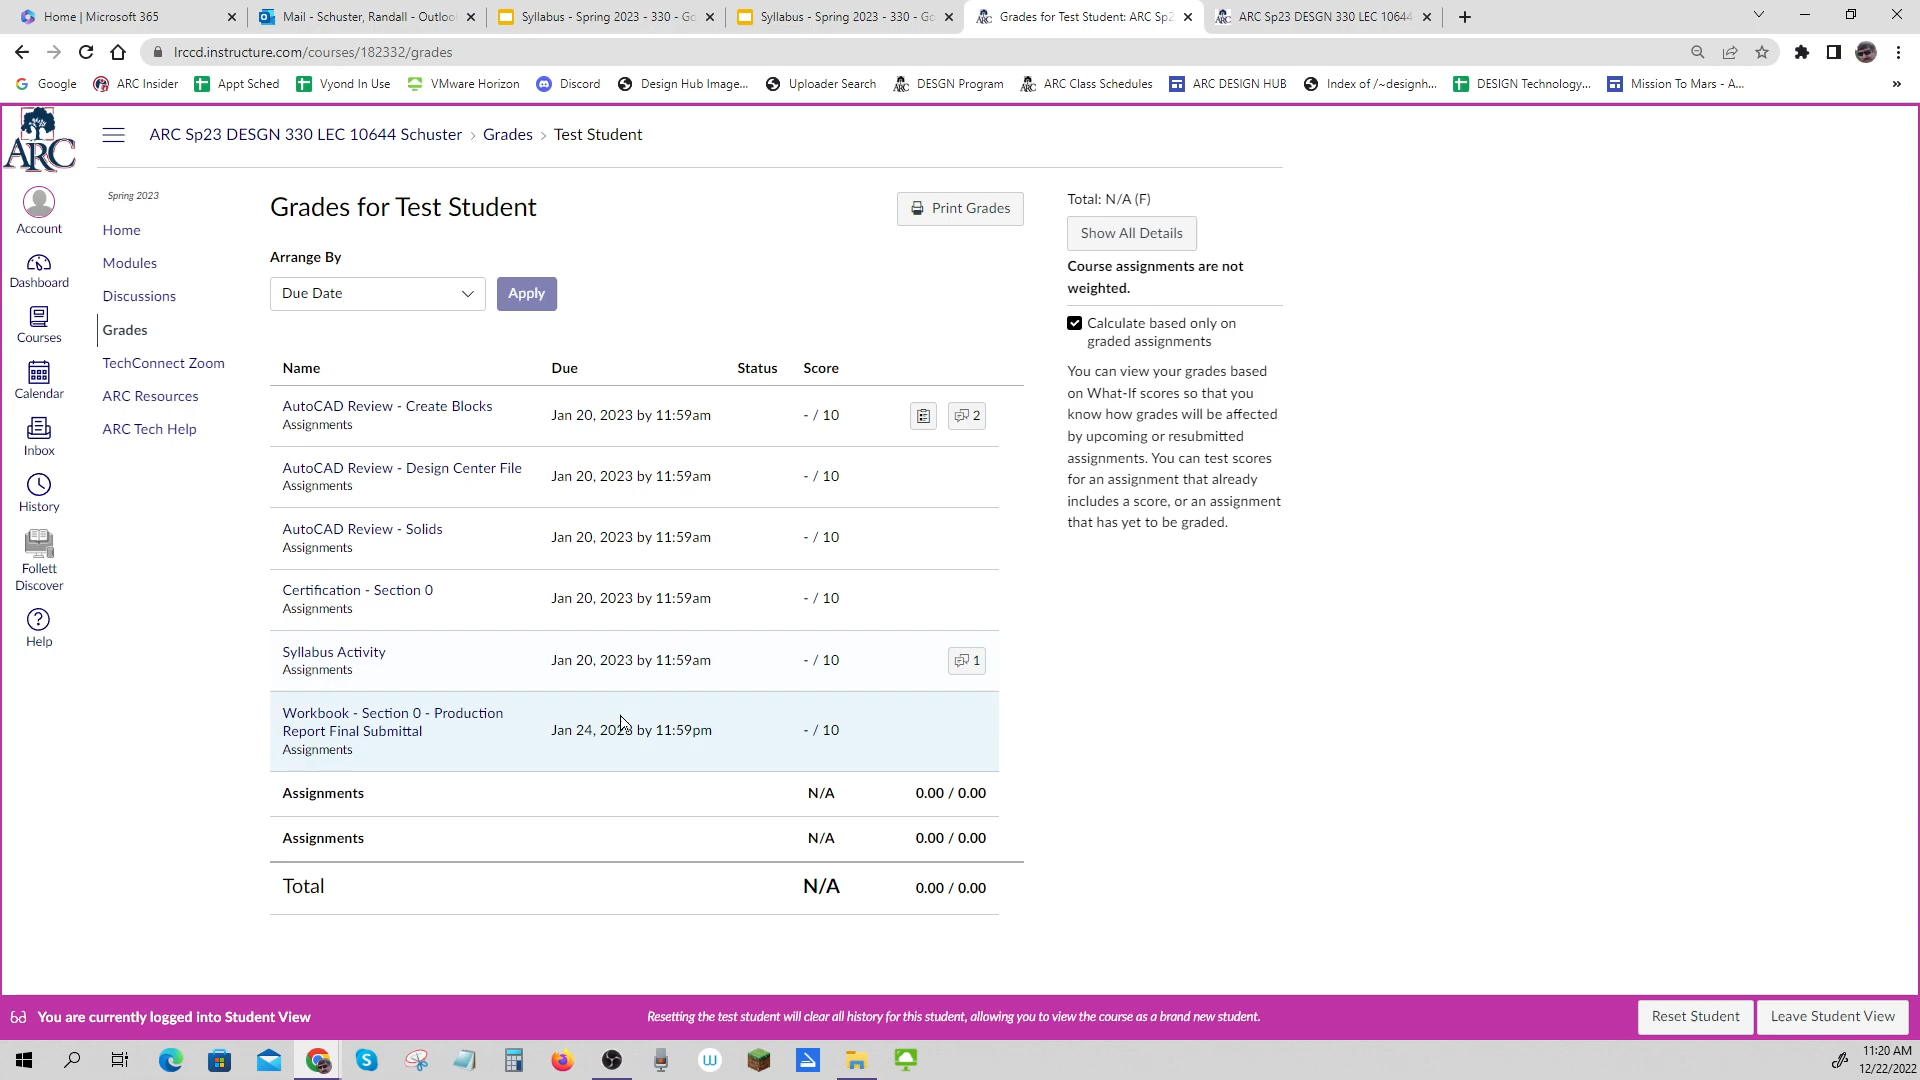 Home | Microsoft 365
Mail - Schuster, Randall - Outloo
Syllabus - Spring 2023 - 330 - Go
Syllabus - Spring 2023 - 330 - Go
Grades for Test Student: ARC Sp2
ARC Sp23 DESGN 330 LEC 10644
lrccd.instructure.com/courses/182332/grades
Google
ARC Insider
Appt Sched
Vyond In Use
VMware Horizon
Discord
Design Hub Image...
Uploader Search
DESGN Program
ARC Class Schedules
ARC DESIGN HUB
Index of /~designh...
DESIGN Technology...
Mission To Mars - A...
»
ARC
ARC Sp23 DESGN 330 LEC 10644 Schuster > Grades > Test Student
Account
Dashboard
Courses
Calendar
Inbox
History
Follett
Discover
Help
Spring 2023
Home
Modules
Discussions
Grades
TechConnect Zoom
ARC Resources
ARC Tech Help
Grades for Test Student
Print Grades
Arrange By
Due Date
Apply
Name Due Status Score
AutoCAD Review - Create Blocks
Assignments
Jan 20, 2023 by 11:59am - / 10 2
AutoCAD Review - Design Center File
Assignments
Jan 20, 2023 by 11:59am - / 10
AutoCAD Review - Solids
Assignments
Jan 20, 2023 by 11:59am - / 10
Certification - Section 0
Assignments
Jan 20, 2023 by 11:59am - / 10
Syllabus Activity
Assignments
Jan 20, 2023 by 11:59am - / 10 1
Workbook - Section 0 - Production
Report Final Submittal
Assignments
Jan 24, 2023 by 11:59pm - / 10
Assignments N/A 0.00 / 0.00
Assignments N/A 0.00 / 0.00
Total N/A 0.00 / 0.00
Total: N/A (F)
Show All Details
Course assignments are not
weighted.
Calculate based only on
graded assignments
You can view your grades based
on What-If scores so that you
know how grades will be affected
by upcoming or resubmitted
assignments. You can test scores
for an assignment that already
includes a score, or an assignment
that has yet to be graded.
You are currently logged into Student View
Resetting the test student will clear all history for this student, allowing you to view the course as a brand new student.
Reset Student
Leave Student View
11:20 AM
12/22/2022